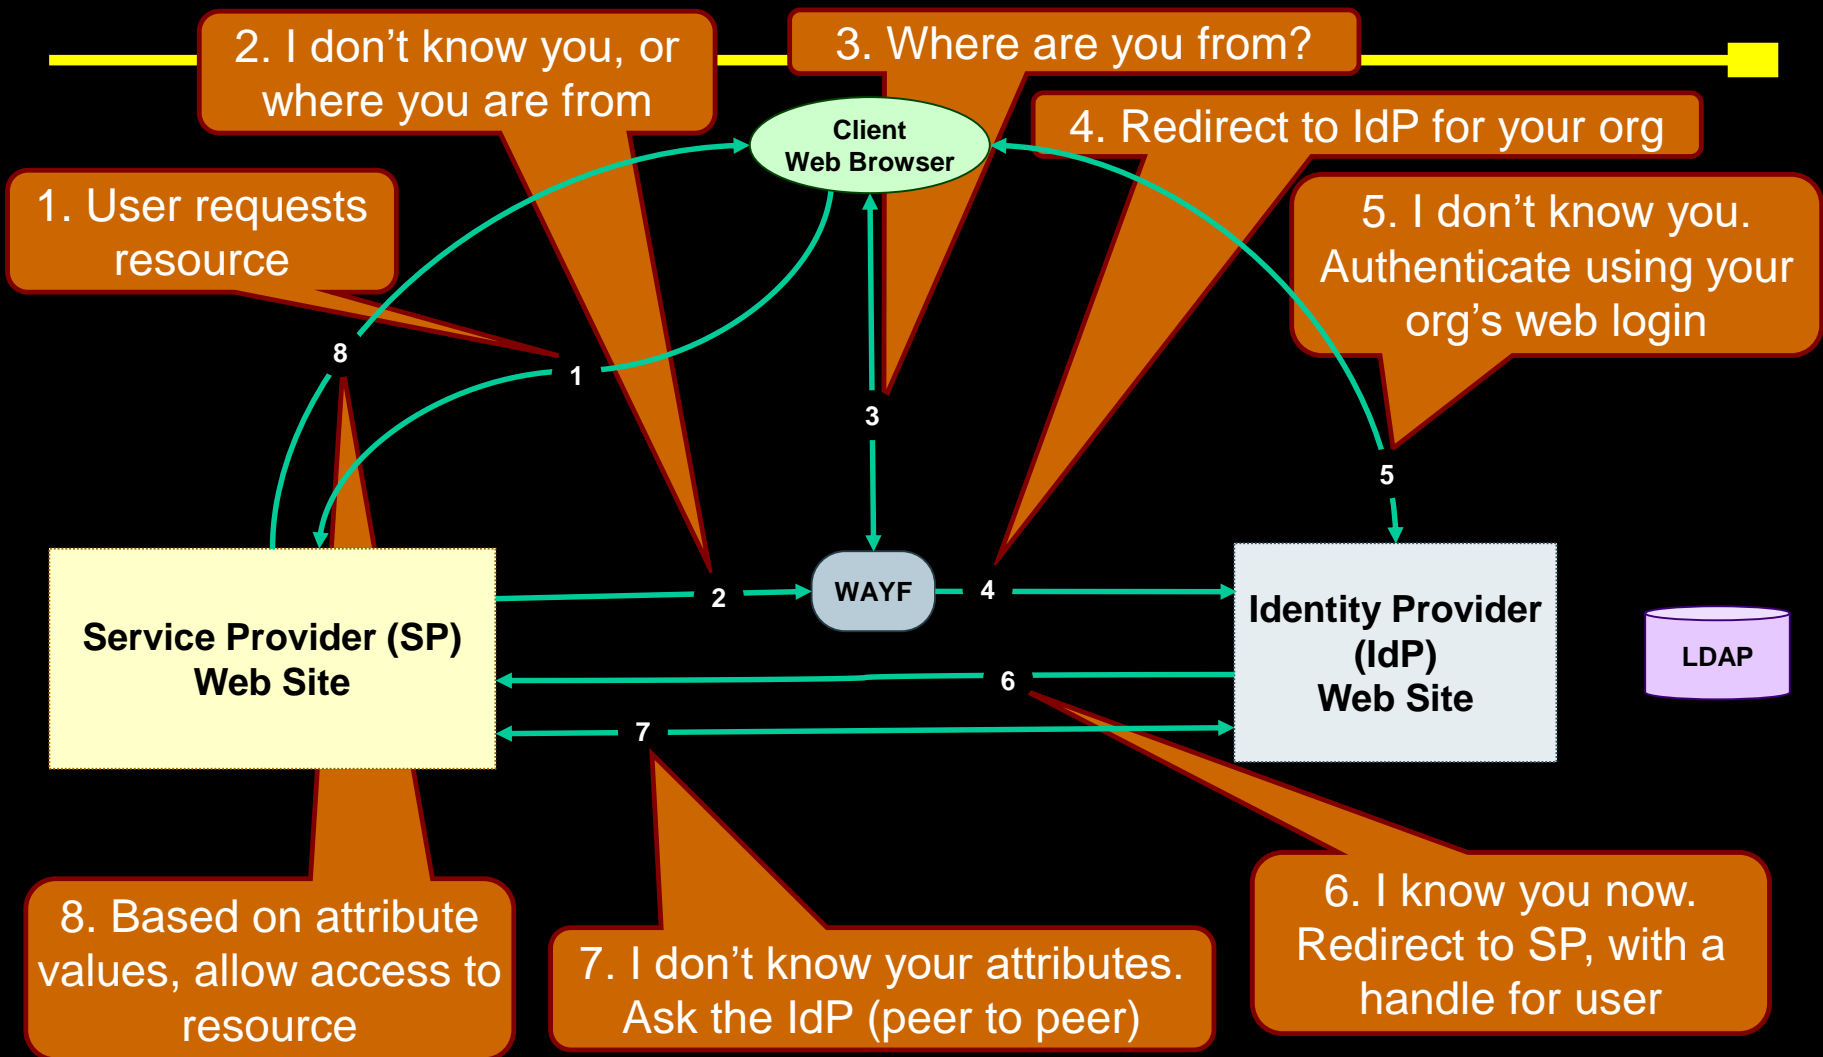 2. I don't know you, or
where you are from
3. Where are you from?
Client
Web Browser
4. Redirect to IdP for your org
1. User requests
resource
5. I don't know you.
Authenticate using your
org's web login
8
1
3
5
2
WAYF
4
Service Provider (SP)
Web Site
Identity Provider
(IdP)
Web Site
LDAP
6
7
8. Based on attribute
values, allow access to
resource
7. I don't know your attributes.
Ask the IdP (peer to peer)
6. I know you now.
Redirect to SP, with a
handle for user